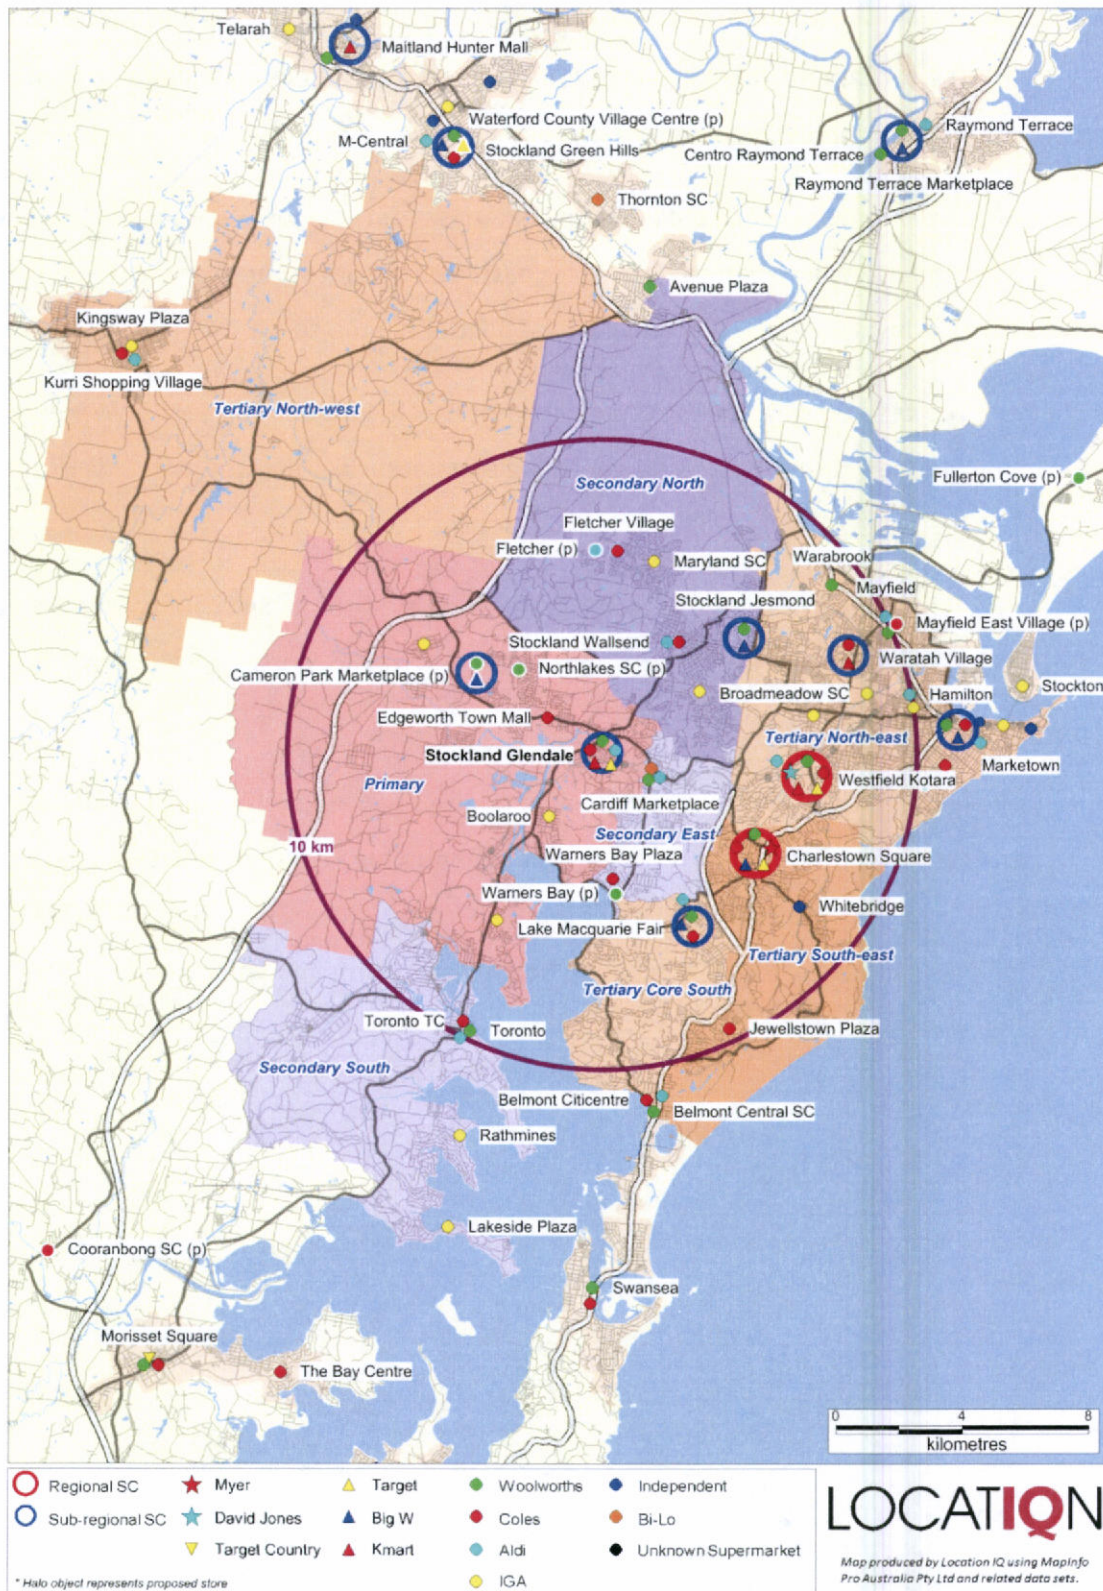 Telarah
Maitland Hunter Mall
Waterford County Village Centre (p)
M-Central
Stockland Green Hills
Raymond Terrace
Centro Raymond Terrace
Raymond Terrace Marketplace
Thornton SC
Avenue Plaza
Kingsway Plaza
Kurri Shopping Village
Tertiary North-west
Secondary North
Fullerton Cove (p)
Fletcher Village
Fletcher (p)
Maryland SC
Warabrook
Mayfield
Stockland Jesmond
Mayfield East Village (p)
Stockland Wallsend
Waratah Village
Cameron Park Marketplace (p)
Northlakes SC (p)
Broadmeadow SC
Hamilton
Stockton
Edgeworth Town Mall
Tertiary North-east
Stockland Glendale
Marketown
Westfield Kotara
Primary
Cardiff Marketplace
Boolaroo
Secondary East
10 km
Warners Bay Plaza
Charlestown Square
Warners Bay (p)
Whitebridge
Lake Macquarie Fair
Tertiary South-east
Tertiary Core South
Toronto TC
Toronto
Jewellstown Plaza
Secondary South
Belmont Citicentre
Belmont Central SC
Rathmines
Lakeside Plaza
Cooranbong SC (p)
Swansea
Morisset Square
The Bay Centre
0 4 8
kilometres
Regional SC
Sub-regional SC
Myer
David Jones
Target Country
Target
Big W
Kmart
Woolworths
Coles
Aldi
IGA
Independent
Bi-Lo
Unknown Supermarket
* Halo object represents proposed store
LOCATIQN
Map produced by Location IQ using MapInfo
Pro Australia Pty Ltd and related data sets.